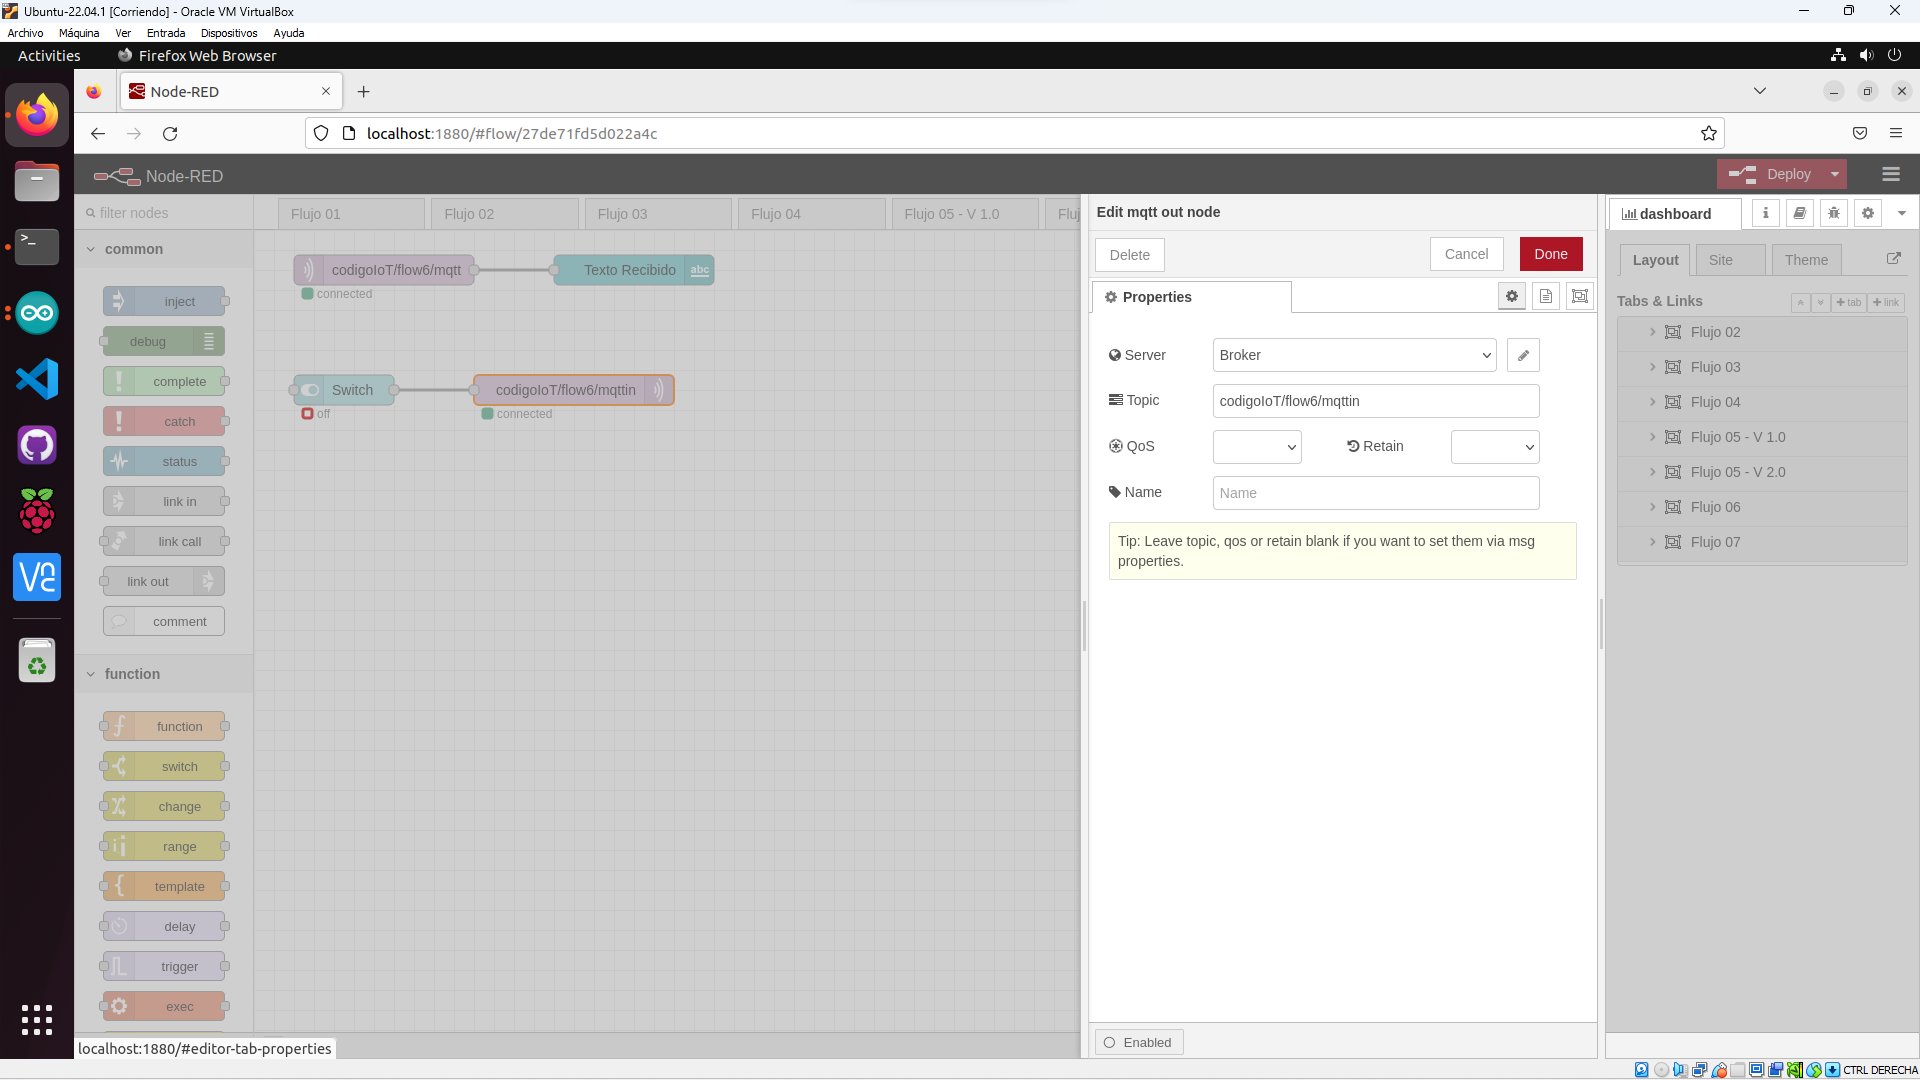 Ubuntu-22.04.1 [Corriendo] - Oracle VM VirtualBox
Archivo Máquina Ver Entrada Dispositivos Ayuda
Activities Firefox Web Browser
Node-RED
localhost:1880/#flow/27de71fd5d022a4c
Node-RED
Deploy
filter nodes
Flujo 01
Flujo 02
Flujo 03
Flujo 04
Flujo 05 - V 1.0
Fluj
common
inject
debug
complete
catch
status
link in
link call
link out
comment
function
function
switch
change
range
template
delay
trigger
exec
codigoIoT/flow6/mqtt
connected
Texto Recibido
abc
Switch
off
codigoIoT/flow6/mqttin
connected
Edit mqtt out node
Delete
Cancel
Done
Properties
Server
Broker
Topic
codigoIoT/flow6/mqttin
QoS
Retain
Name
Name
Tip: Leave topic, qos or retain blank if you want to set them via msg
properties.
Enabled
dashboard
i
Layout
Site
Theme
Tabs & Links
+ tab
+ link
Flujo 02
Flujo 03
Flujo 04
Flujo 05 - V 1.0
Flujo 05 - V 2.0
Flujo 06
Flujo 07
localhost:1880/#editor-tab-properties
CTRL DERECHA